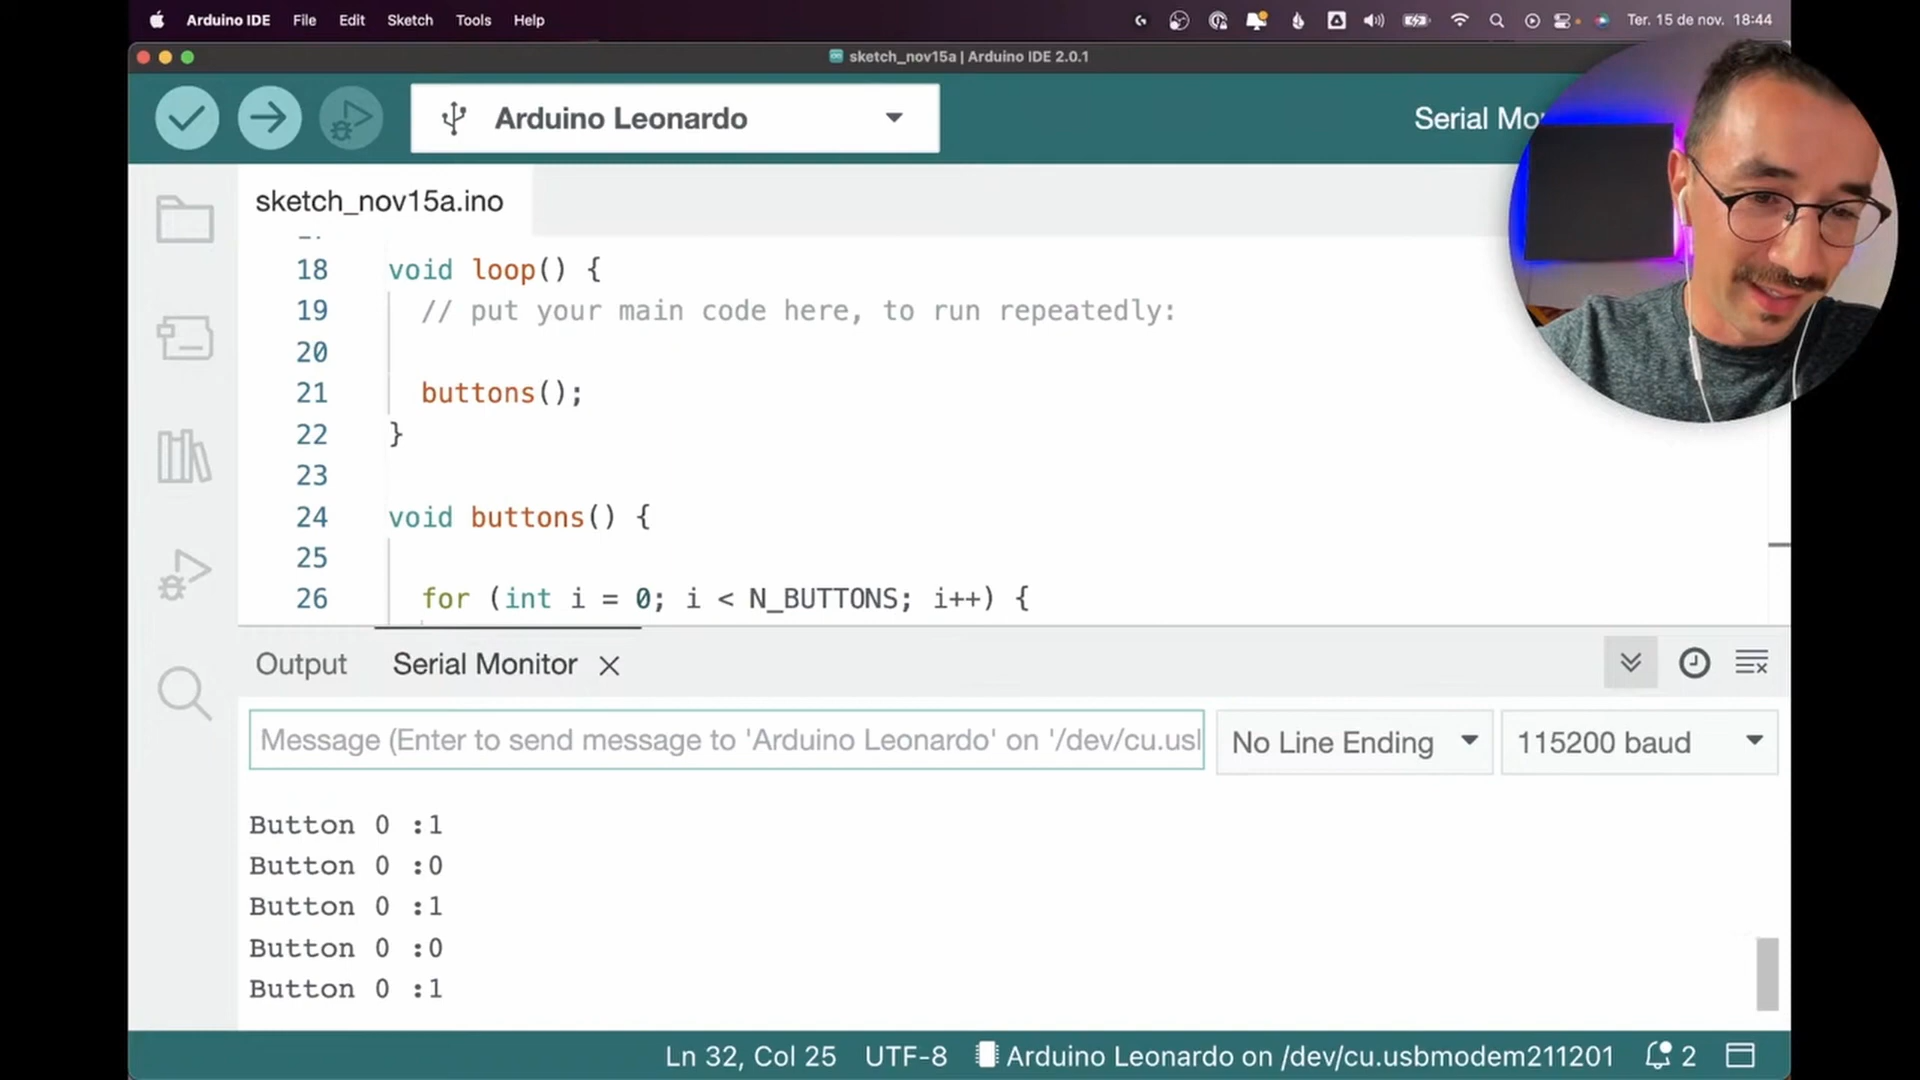 Arduino IDE File Edit Sketch Tools Help Ter. 15 de nov. 18:44
sketch_nov15a | Arduino IDE 2.0.1
Arduino Leonardo
Serial Mo
sketch_nov15a.ino
18 void loop() {
19 // put your main code here, to run repeatedly:
20
21 buttons();
22 }
23
24 void buttons() {
25
26 for (int i = 0; i < N_BUTTONS; i++) {
Output Serial Monitor
Message (Enter to send message to 'Arduino Leonardo' on '/dev/cu.usl
No Line Ending 115200 baud
Button 0 :1
Button 0 :0
Button 0 :1
Button 0 :0
Button 0 :1
Ln 32, Col 25 UTF-8 Arduino Leonardo on /dev/cu.usbmodem211201 2